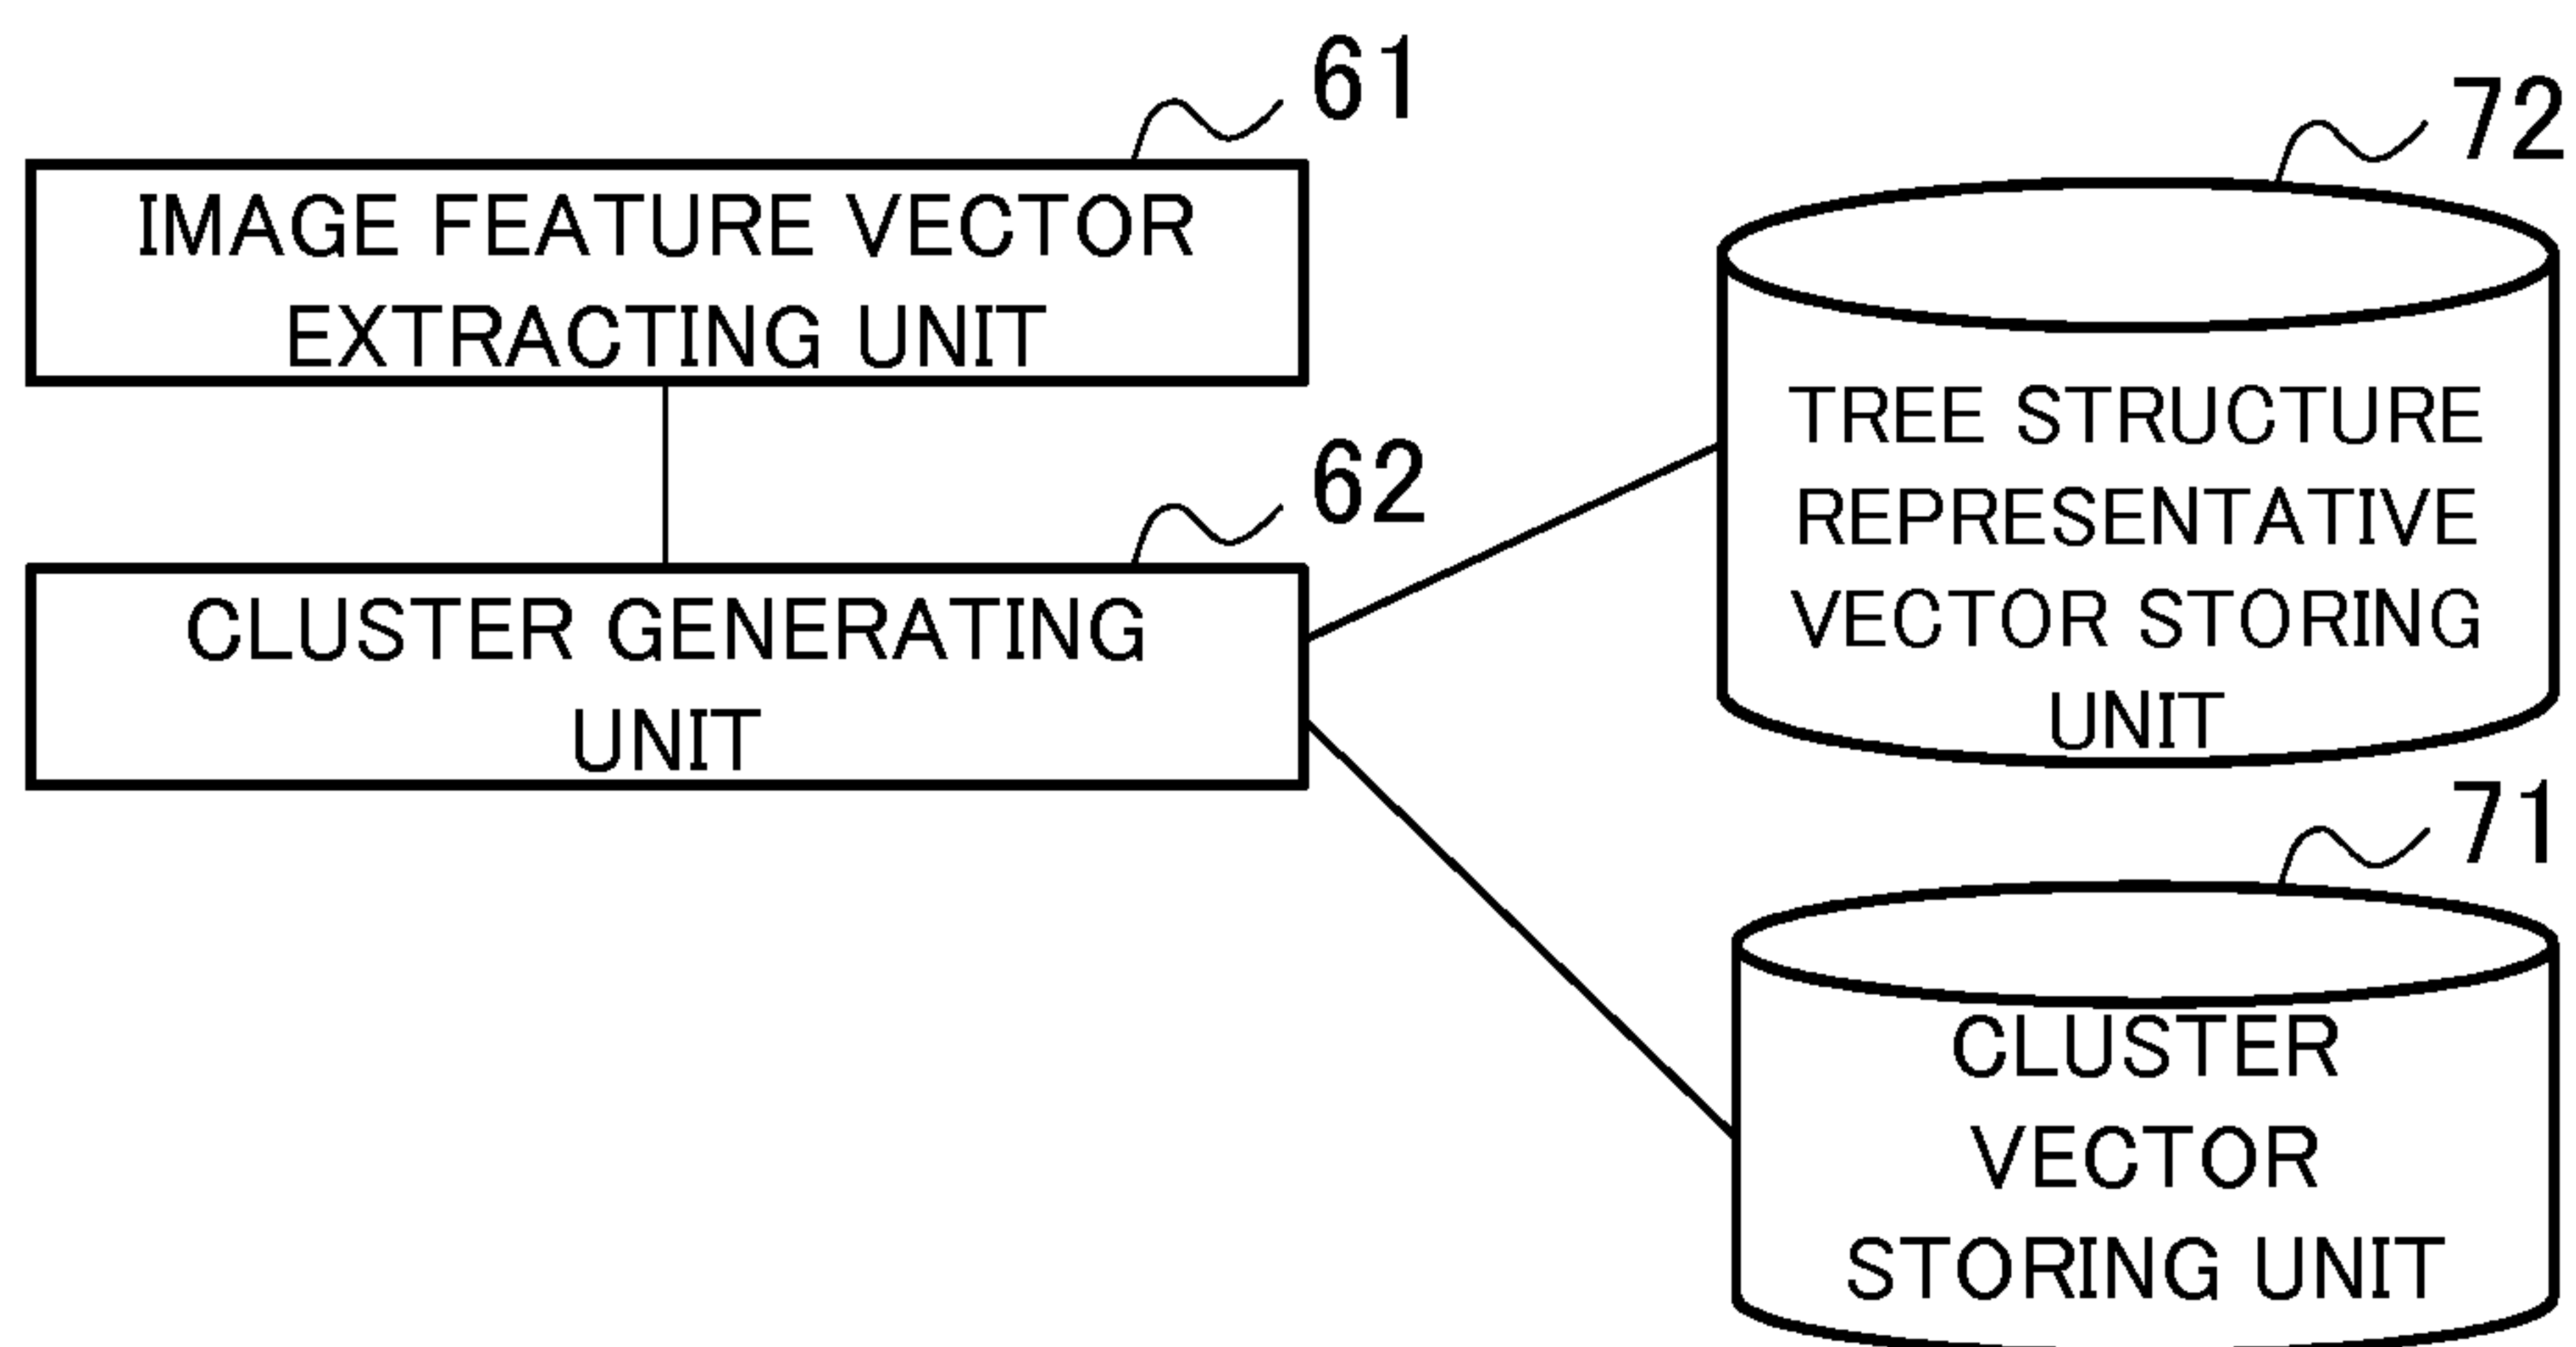 61
IMAGE FEATURE VECTOR
EXTRACTING UNIT
62
CLUSTER GENERATING
UNIT
72
TREE STRUCTURE
REPRESENTATIVE
VECTOR STORING
UNIT
71
CLUSTER
VECTOR
STORING UNIT